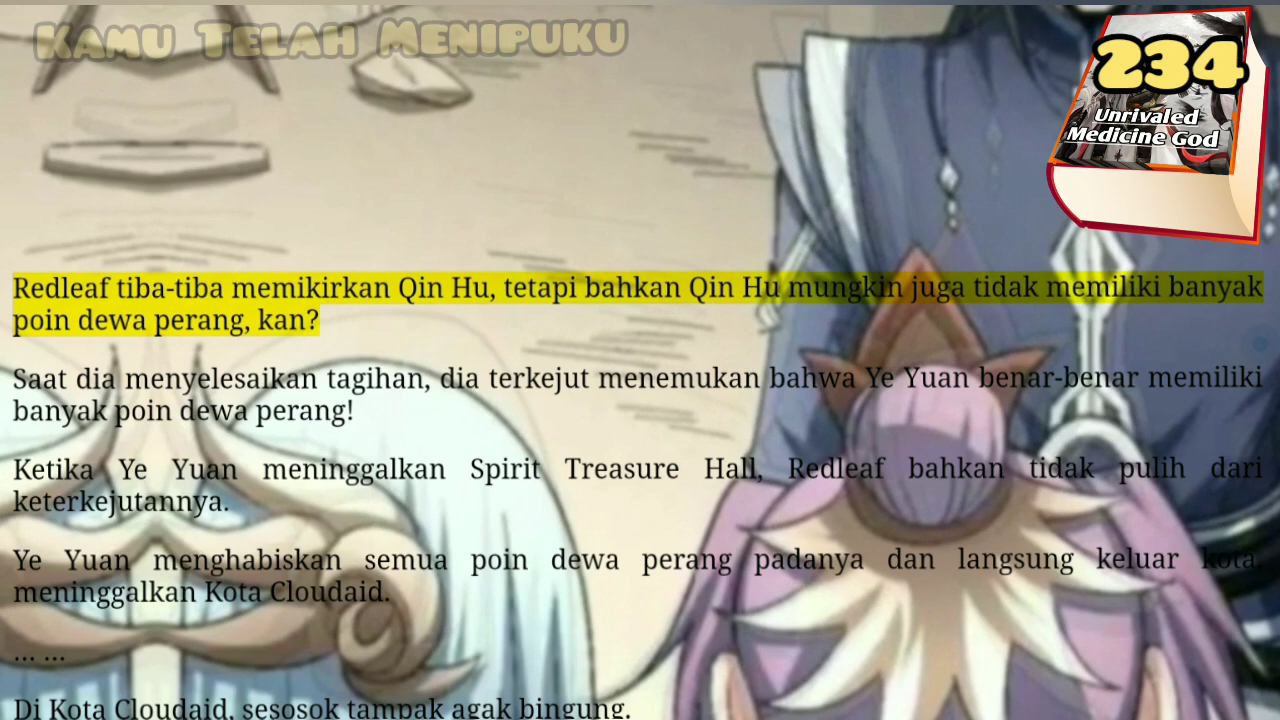 Kamu Telah Menipuku
234
Unrivaled
Medicine God
Redleaf tiba-tiba memikirkan Qin Hu, tetapi bahkan Qin Hu mungkin juga tidak memiliki banyak
poin dewa perang, kan?
Saat dia menyelesaikan tagihan, dia terkejut menemukan bahwa Ye Yuan benar-benar memiliki
banyak poin dewa perang!
Ketika Ye Yuan meninggalkan Spirit Treasure Hall, Redleaf bahkan tidak pulih dari
keterkejutannya.
Ye Yuan menghabiskan semua poin dewa perang padanya dan langsung keluar kota,
meninggalkan Kota Cloudaid.
... ...
Di Kota Cloudaid, sesosok tampak agak bingung.